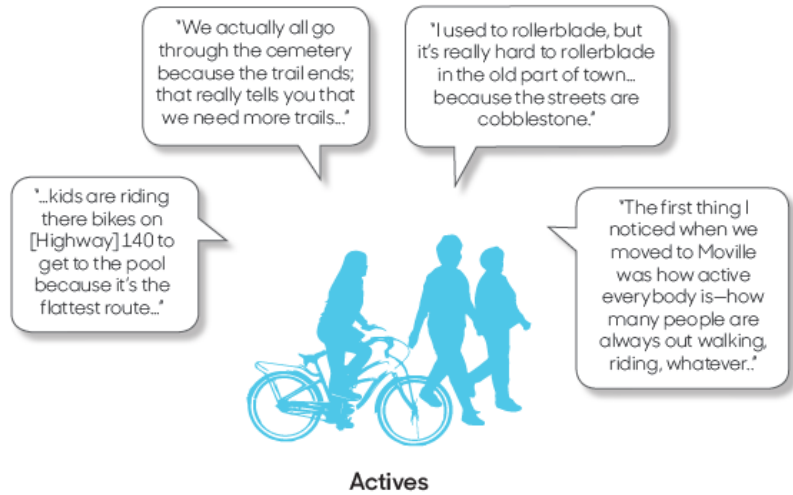 "We actually all go
through the cemetery
because the trail ends;
that really tells you that
we need more trails..."
"I used to rollerblade, but
it's really hard to rollerblade
in the old part of town...
because the streets are
cobblestone."
"...kids are riding
there bikes on
[Highway] 140 to
get to the pool
because it's the
flattest route..."
"The first thing I
noticed when we
moved to Moville
was how active
everybody is—how
many people are
always out walking,
riding, whatever.."
Actives